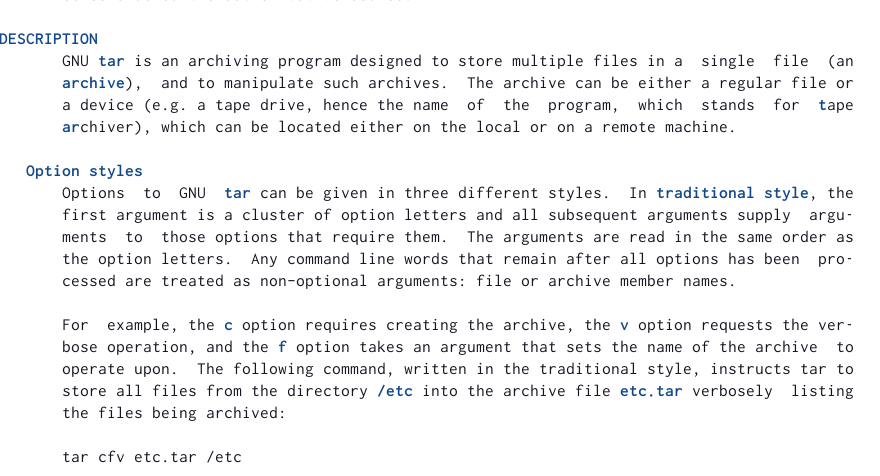 DESCRIPTION
GNU tar is an archiving program designed to store multiple files in a single file (an
archive), and to manipulate such archives. The archive can be either a regular file or
a device (e.g. a tape drive, hence the name of the program, which stands for tape
archiver), which can be located either on the local or on a remote machine.
Option styles
Options to GNU tar can be given in three different styles. In traditional style, the
first argument is a cluster of option letters and all subsequent arguments supply argu-
ments to those options that require them. The arguments are read in the same order as
the option letters. Any command line words that remain after all options has been pro-
cessed are treated as non-optional arguments: file or archive member names.
For example, the c option requires creating the archive, the v option requests the ver-
bose operation, and the f option takes an argument that sets the name of the archive to
operate upon. The following command, written in the traditional style, instructs tar to
store all files from the directory /etc into the archive file etc.tar verbosely listing
the files being archived:
tar cfv etc.tar /etc